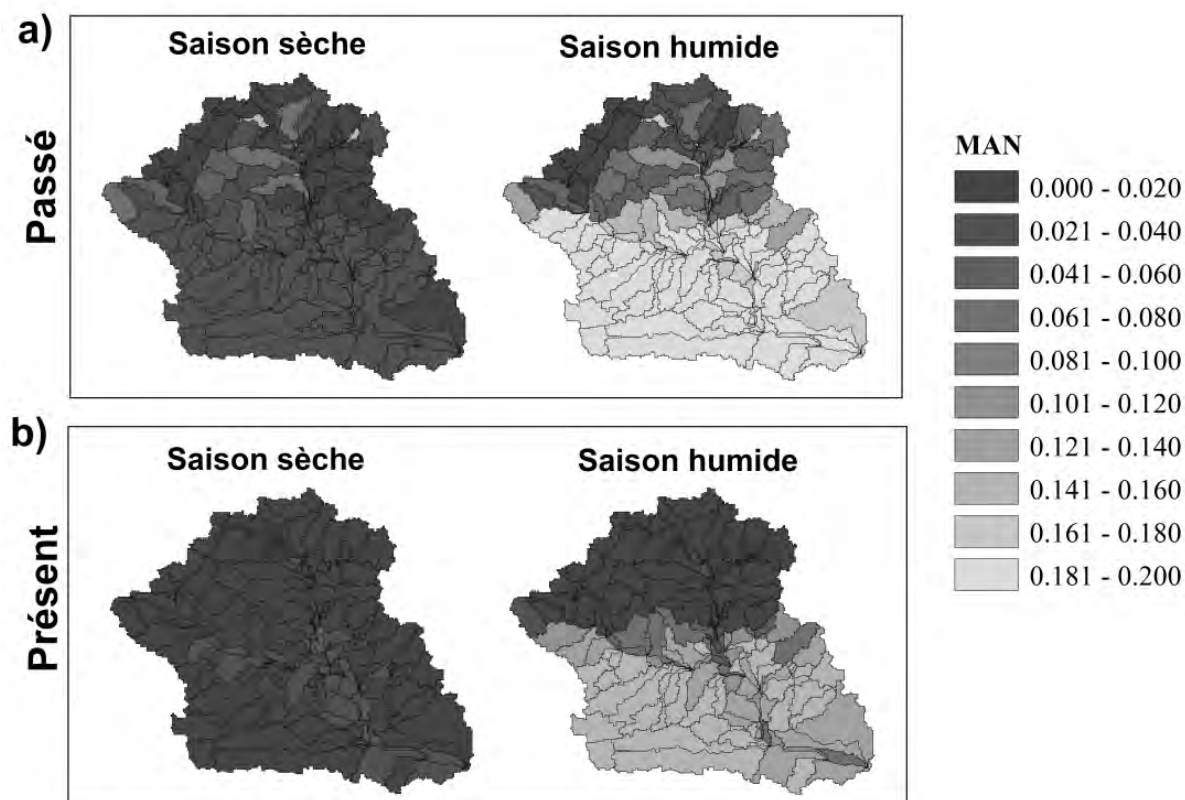 a)
Saison sèche
Saison humide
Passé
MAN
0.000 - 0.020
0.021 - 0.040
0.041 - 0.060
0.061 - 0.080
0.081 - 0.100
0.101 - 0.120
0.121 - 0.140
0.141 - 0.160
0.161 - 0.180
0.181 - 0.200
b)
Saison sèche
Saison humide
Présent